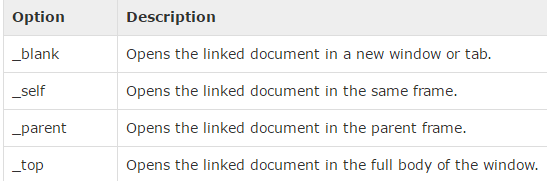 Option Description
_blank Opens the linked document in a new window or tab.
_self Opens the linked document in the same frame.
_parent Opens the linked document in the parent frame.
_top Opens the linked document in the full body of the window.